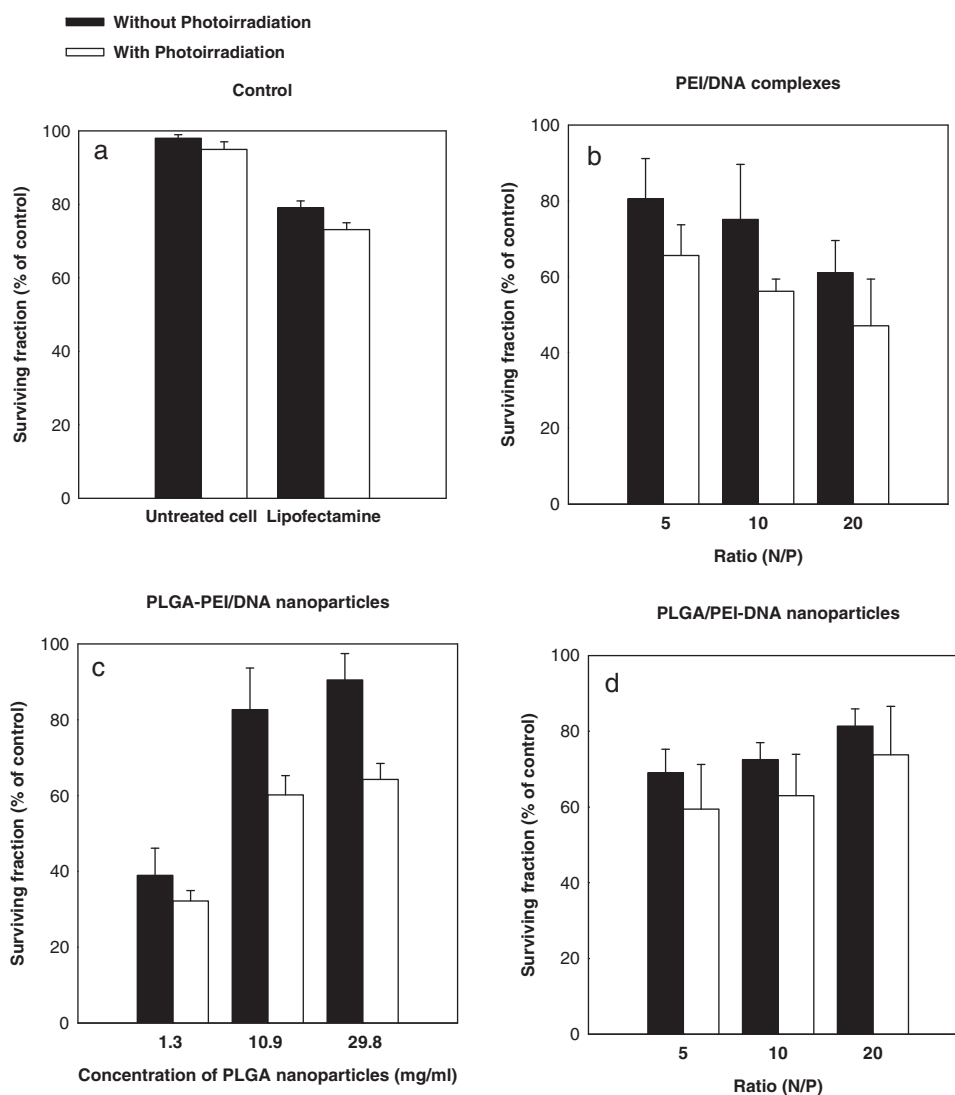 Without Photoirradiation
With Photoirradiation
Control
a
Surviving fraction (% of control)
100
80
60
40
20
0
Untreated cell Lipofectamine
PEI/DNA complexes
b
Surviving fraction (% of control)
100
80
60
40
20
0
5 10 20
Ratio (N/P)
PLGA-PEI/DNA nanoparticles
c
Surviving fraction (% of control)
100
80
60
40
20
0
1.3 10.9 29.8
Concentration of PLGA nanoparticles (mg/ml)
PLGA/PEI-DNA nanoparticles
d
Surviving fraction (% of control)
100
80
60
40
20
0
5 10 20
Ratio (N/P)